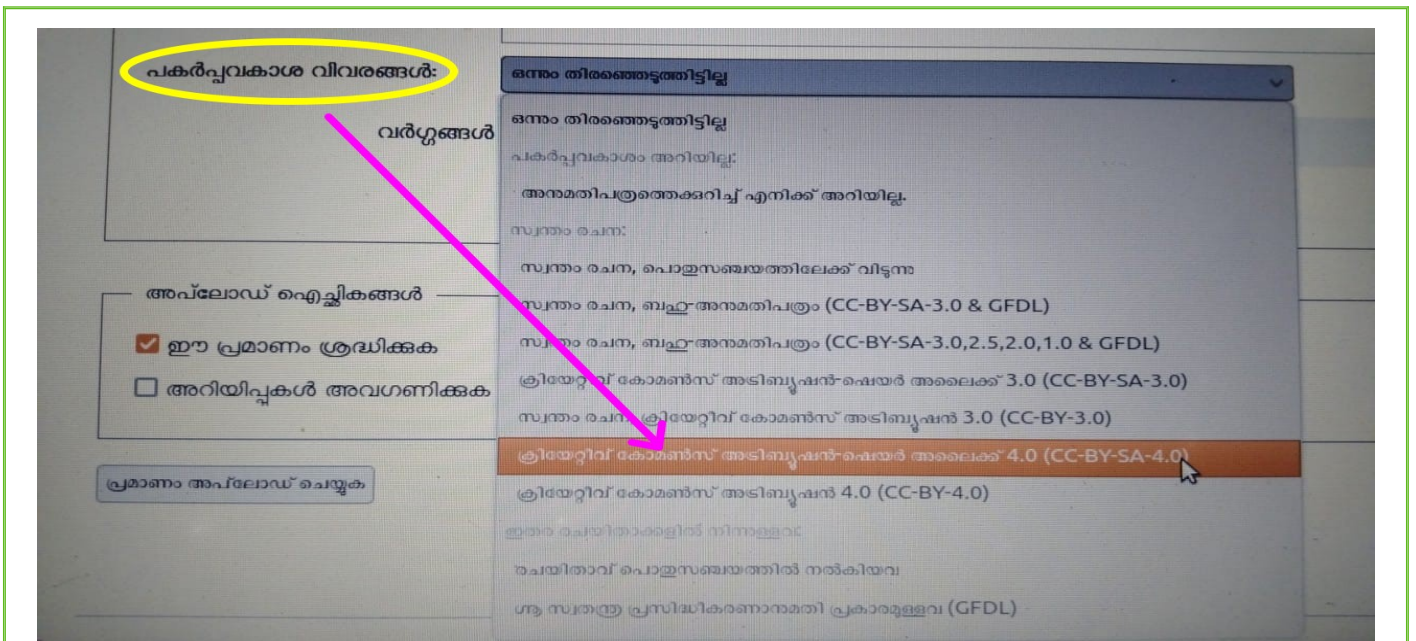 പകർപ്പവകാശ വിവരങ്ങൾ:
ഒന്നും തിരഞ്ഞെടുത്തിട്ടില്ല
വർഗ്ഗങ്ങൾ
ഒന്നും തിരഞ്ഞെടുത്തിട്ടില്ല
പകർപ്പവകാശം അറിയില്ല:
അനുമതിപത്രത്തെക്കുറിച്ച് എനിക്ക് അറിയില്ല.
സ്വന്തം രചന:
സ്വന്തം രചന, പൊതുസഞ്ചയത്തിലേക്ക് വിടുന്നു
സ്വന്തം രചന, ബഹു-അനുമതിപത്രം (CC-BY-SA-3.0 & GFDL)
സ്വന്തം രചന, ബഹു-അനുമതിപത്രം (CC-BY-SA-3.0,2.5,2.0,1.0 & GFDL)
ക്രിയേറ്റീവ് കോമൺസ് അട്രിബ്യൂഷൻ-ഷെയർ അലൈക്ക് 3.0 (CC-BY-SA-3.0)
സ്വന്തം രചന, ക്രിയേറ്റീവ് കോമൺസ് അട്രിബ്യൂഷൻ 3.0 (CC-BY-3.0)
ക്രിയേറ്റീവ് കോമൺസ് അട്രിബ്യൂഷൻ-ഷെയർ അലൈക്ക് 4.0 (CC-BY-SA-4.0)
ക്രിയേറ്റീവ് കോമൺസ് അട്രിബ്യൂഷൻ 4.0 (CC-BY-4.0)
ഇതര രചയിതാക്കളിൽ നിന്നുള്ളവ:
രചയിതാവ് പൊതുസഞ്ചയത്തിൽ നൽകിയവ
ഗ്നു സ്വതന്ത്ര പ്രസിദ്ധീകരണാനുമതി പ്രകാരമുള്ളവ (GFDL)
അപ്‌ലോഡ് ഐച്ഛികങ്ങൾ
ഈ പ്രമാണം ശ്രദ്ധിക്കുക
അറിയിപ്പുകൾ അവഗണിക്കുക
പ്രമാണം അപ്‌ലോഡ് ചെയ്യുക